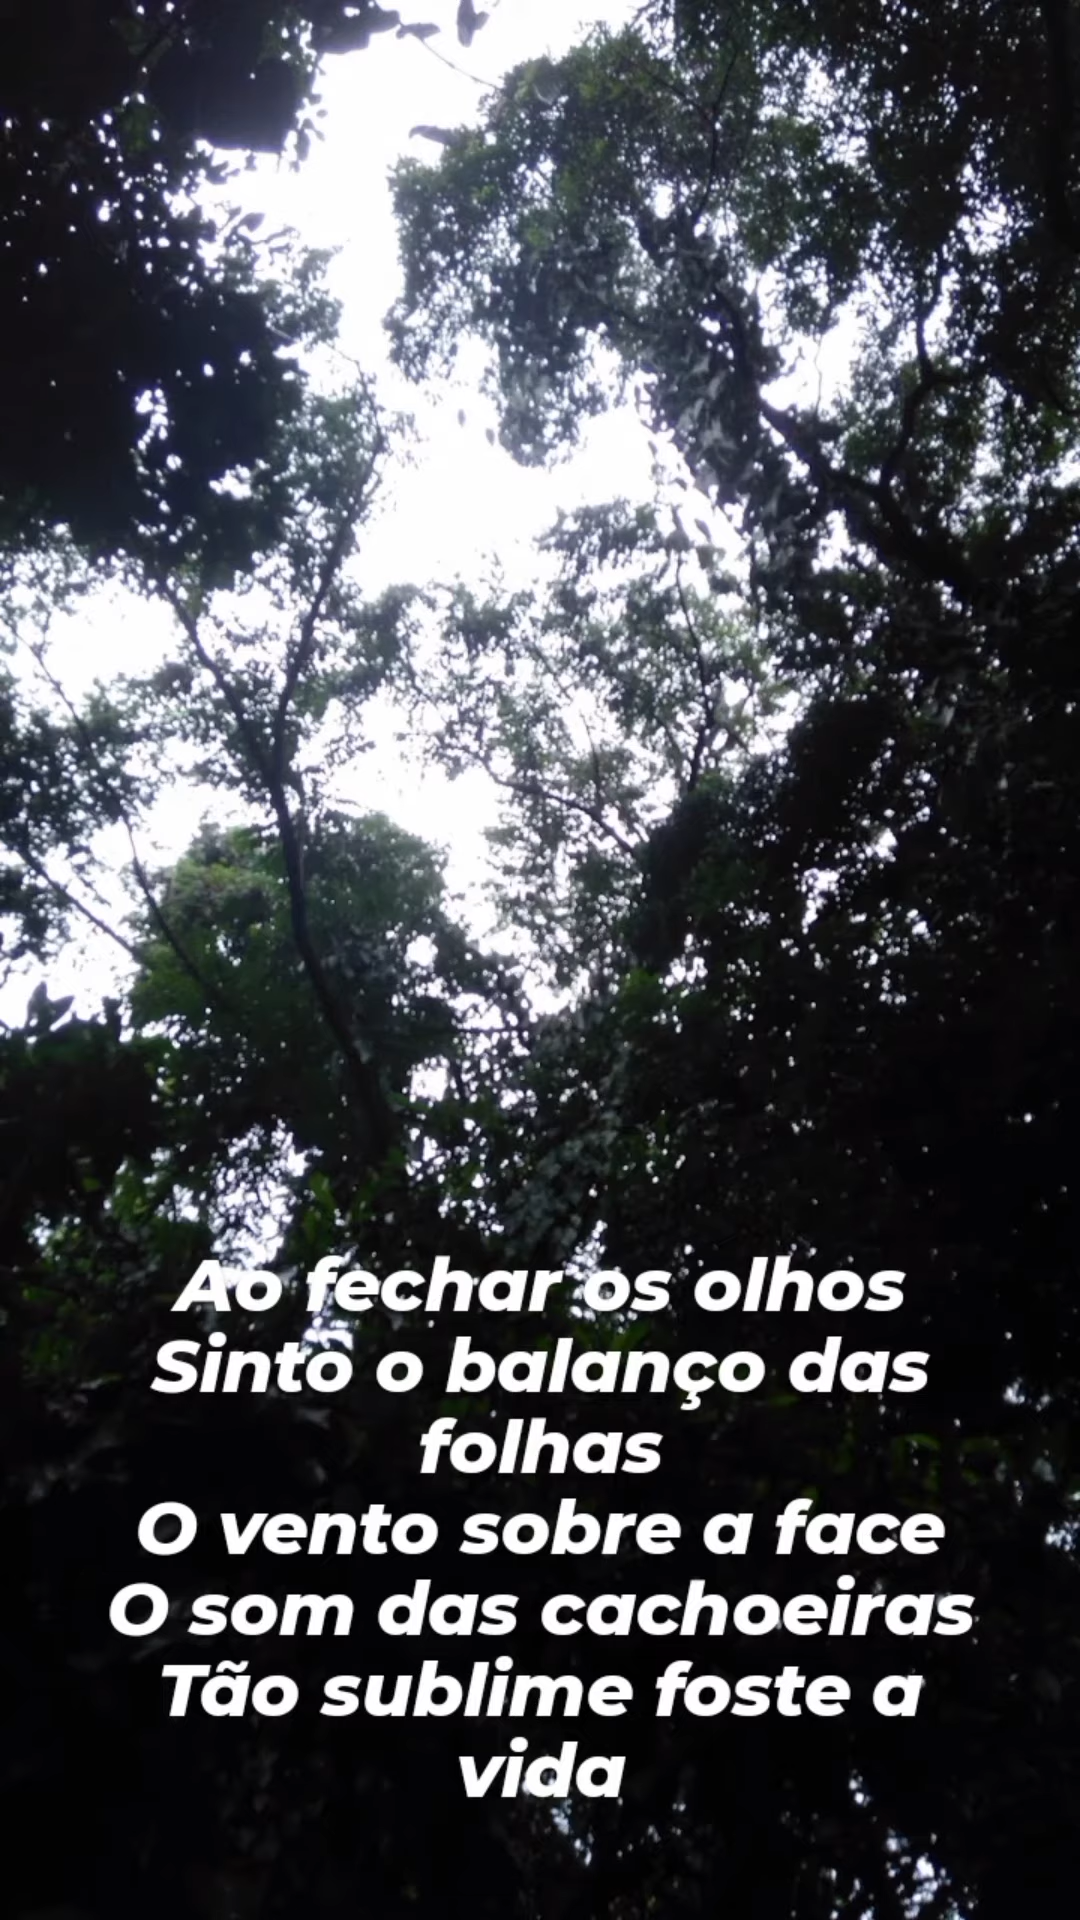 Ao fechar os olhos
Sinto o balanço das
folhas
O vento sobre a face
O som das cachoeiras
Tão sublime foste a
vida